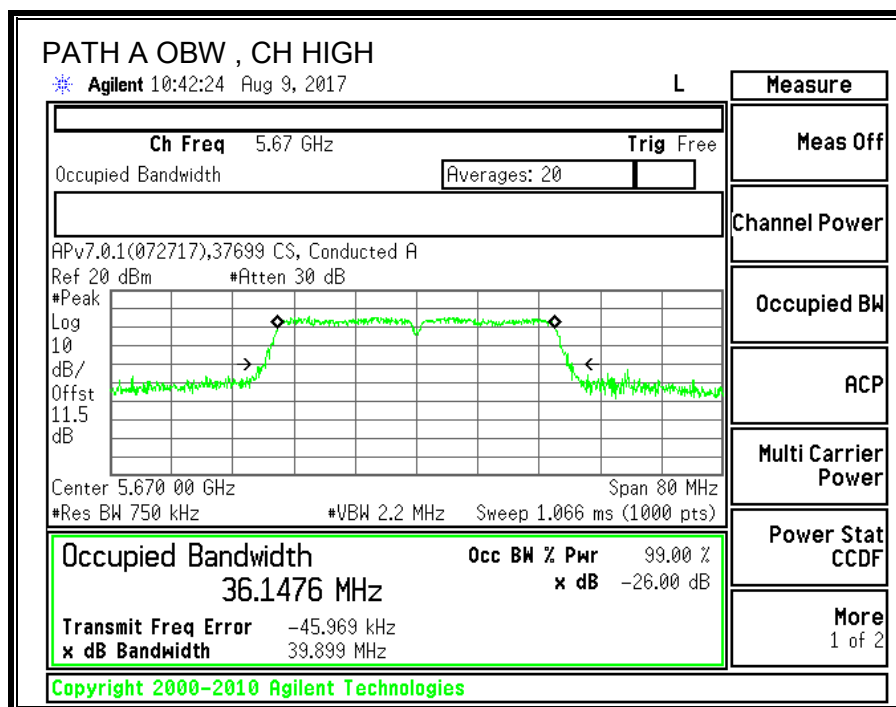 PATH A OBW , CH HIGH
Agilent 10:42:24 Aug 9, 2017 L
Measure
Ch Freq 5.67 GHz Trig Free
Meas Off
Occupied Bandwidth Averages: 20
Channel Power
APv7.0.1(072717),37699 CS, Conducted A
Ref 20 dBm #Atten 30 dB
#Peak
Log
10
dB/
Offst
11.5
dB
Occupied BW
ACP
Multi Carrier
Power
Center 5.670 00 GHz Span 80 MHz
#Res BW 750 kHz #VBW 2.2 MHz Sweep 1.066 ms (1000 pts)
Power Stat
CCDF
Occupied Bandwidth Occ BW % Pwr 99.00 %
36.1476 MHz x dB -26.00 dB
Transmit Freq Error -45.969 kHz
x dB Bandwidth 39.899 MHz
More
1 of 2
Copyright 2000-2010 Agilent Technologies